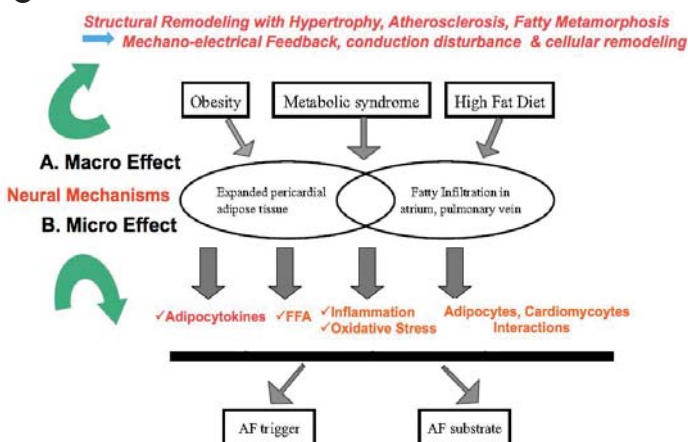 Structural Remodeling with Hypertrophy, Atherosclerosis, Fatty Metamorphosis
Mechano-electrical Feedback, conduction disturbance & cellular remodeling
Obesity
Metabolic syndrome
High Fat Diet
A. Macro Effect
Neural Mechanisms
B. Micro Effect
Expanded pericardial
adipose tissue
Fatty Infiltration in
atrium, pulmonary vein
✓Adipocytokines
✓FFA
✓Inflammation
✓Oxidative Stress
Adipocytes, Cardiomycoytes
Interactions
AF trigger
AF substrate